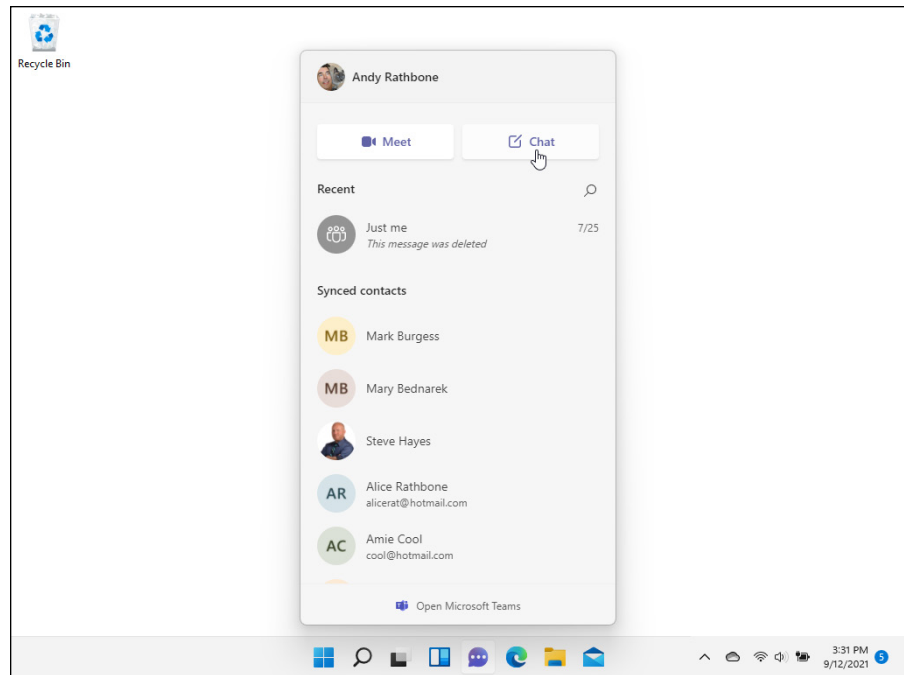 Recycle Bin
Andy Rathbone
Meet
Chat
Recent
Just me
7/25
This message was deleted
Synced contacts
MB
Mark Burgess
MB
Mary Bednarek
Steve Hayes
AR
Alice Rathbone
alicerat@hotmail.com
AC
Amie Cool
cool@hotmail.com
Open Microsoft Teams
3:31 PM
9/12/2021
5